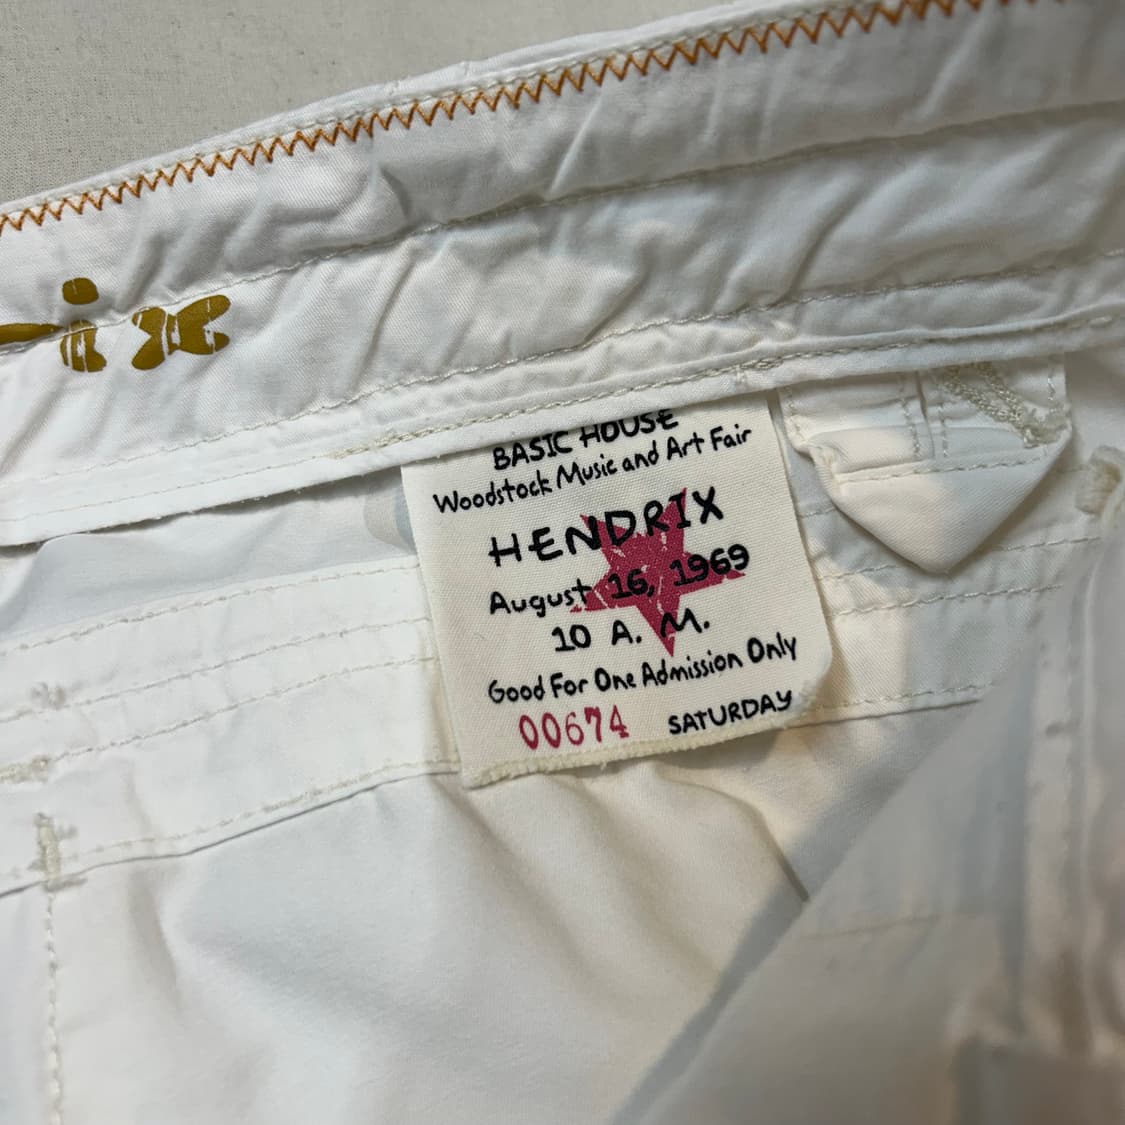 ix
BASIC HOUSE
Woodstock Music and Art Fair
HENDRIX
August 16, 1969
10 A. M.
Good For One Admission Only
00674 SATURDAY